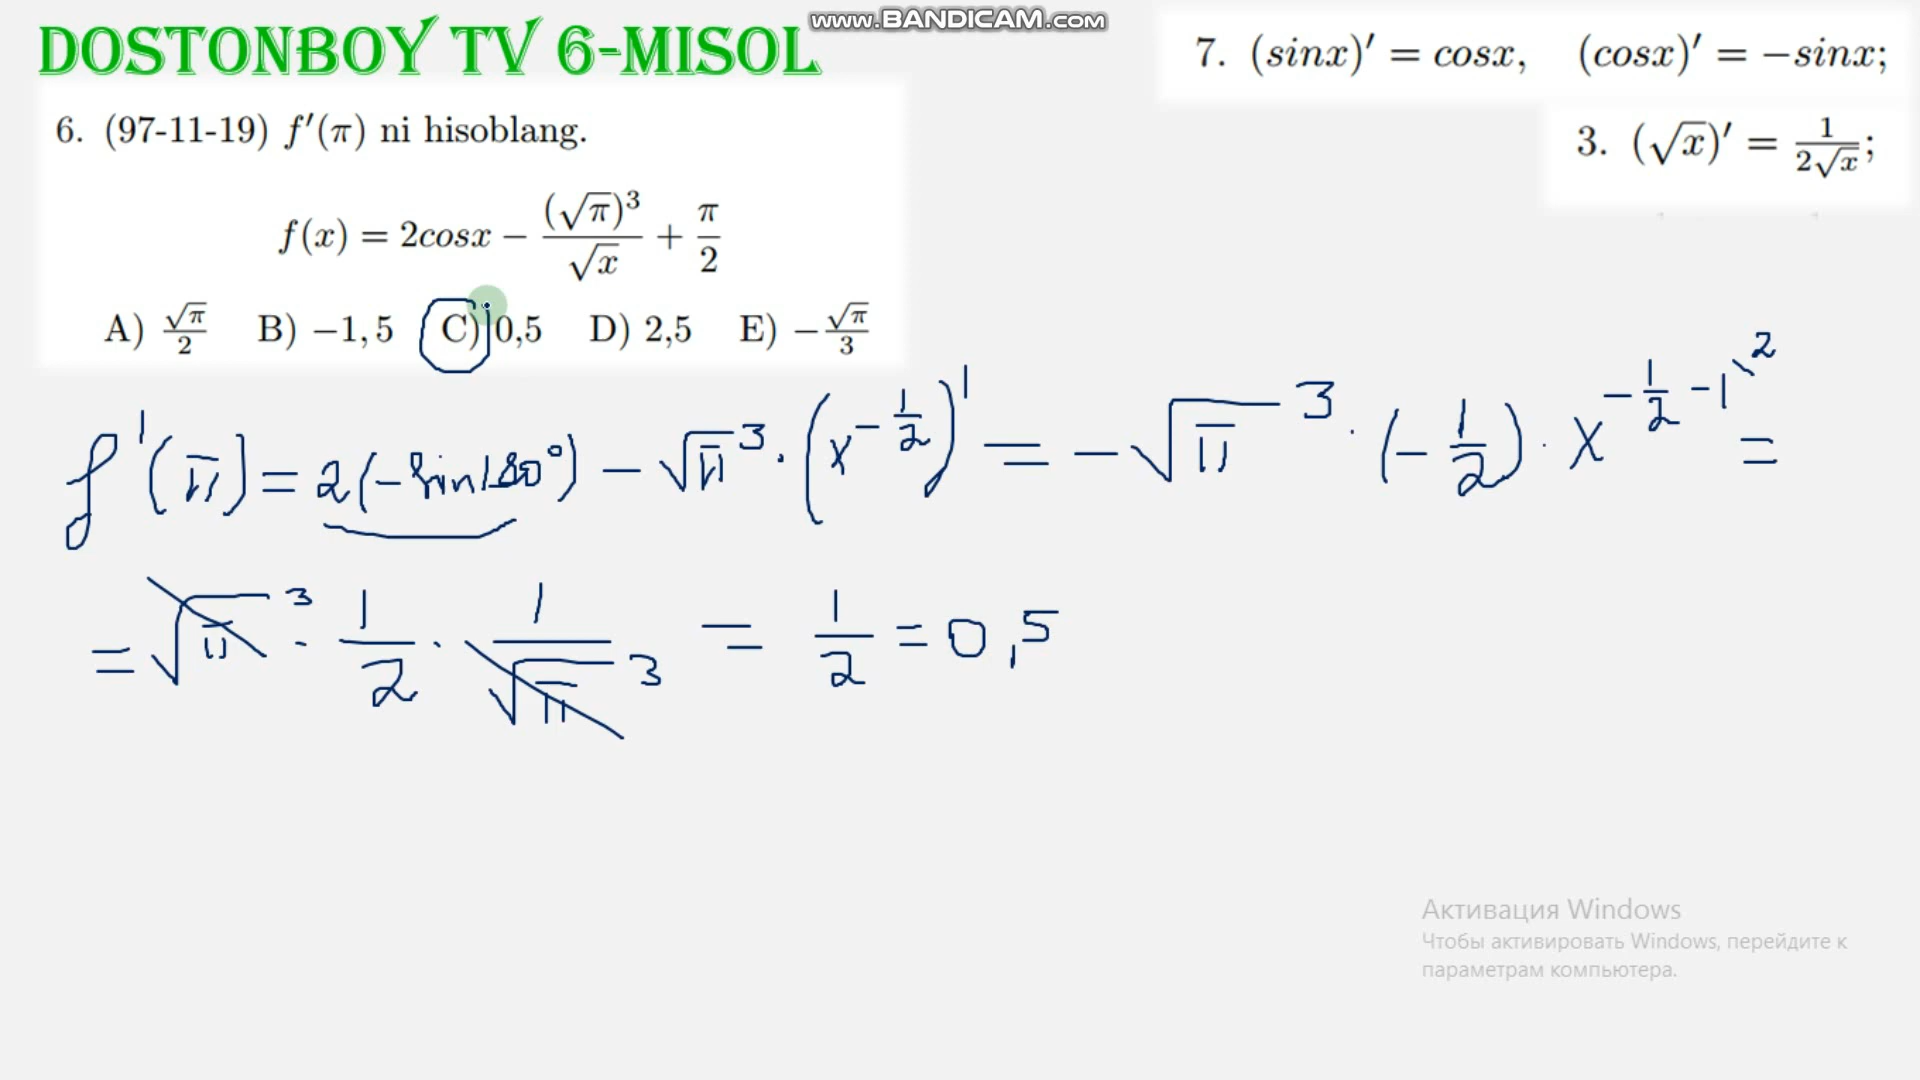 www.BANDICAM.com
DOSTONBOY TV 6-MISOL
7. (sinx)′ = cosx, (cosx)′ = −sinx;
3. (√x)′ = 1/(2√x);
6. (97-11-19) f′(π) ni hisoblang.
f(x) = 2cosx − (√π)³/√x + π/2
A) √π/2 B) −1,5 C) 0,5 D) 2,5 E) −√π/3
f′(π) = 2(−sin180°) − √π³ · (x^(−1/2))′ = −√π³ · (−1/2) · x^(−1/2 −1) =
2
= √π³ · 1/2 · 1/√π³ = 1/2 = 0,5
Активация Windows
Чтобы активировать Windows, перейдите к
параметрам компьютера.